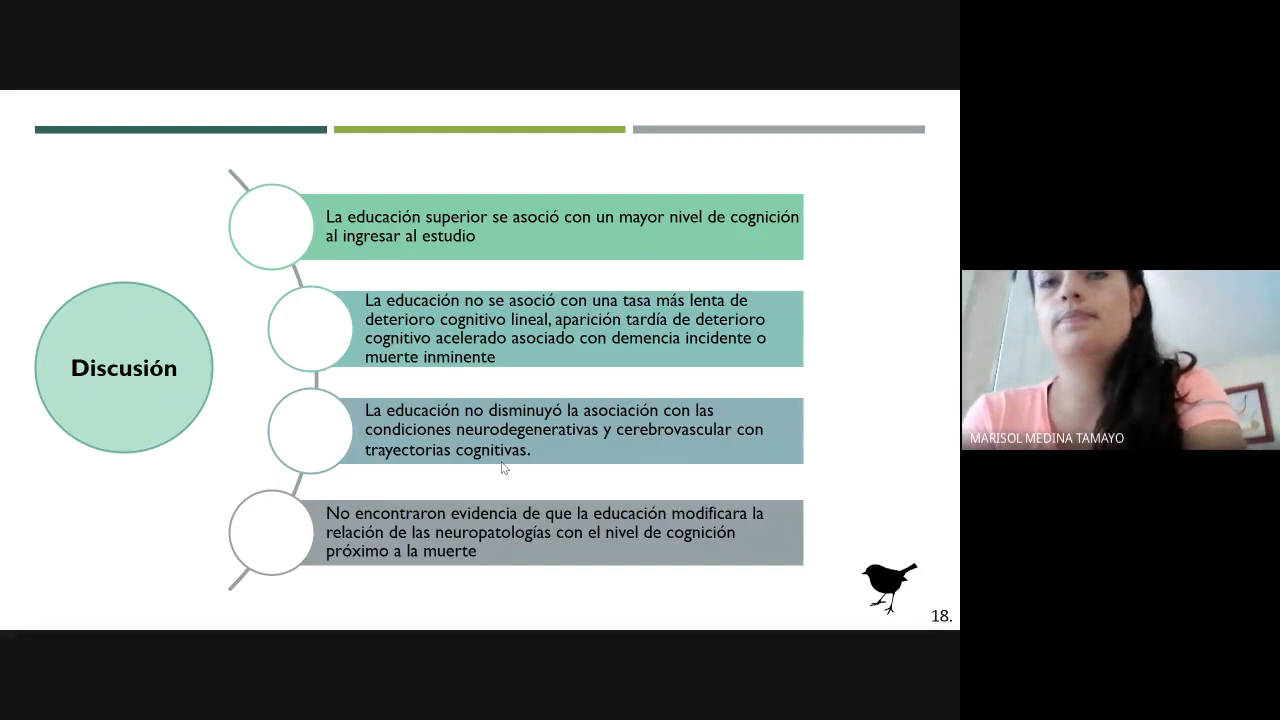 Discusión
La educación superior se asoció con un mayor nivel de cognición
al ingresar al estudio
La educación no se asoció con una tasa más lenta de
deterioro cognitivo lineal, aparición tardía de deterioro
cognitivo acelerado asociado con demencia incidente o
muerte inminente
La educación no disminuyó la asociación con las
condiciones neurodegenerativas y cerebrovascular con
trayectorias cognitivas.
No encontraron evidencia de que la educación modificara la
relación de las neuropatologías con el nivel de cognición
próximo a la muerte
18.
MARISOL MEDINA TAMAYO